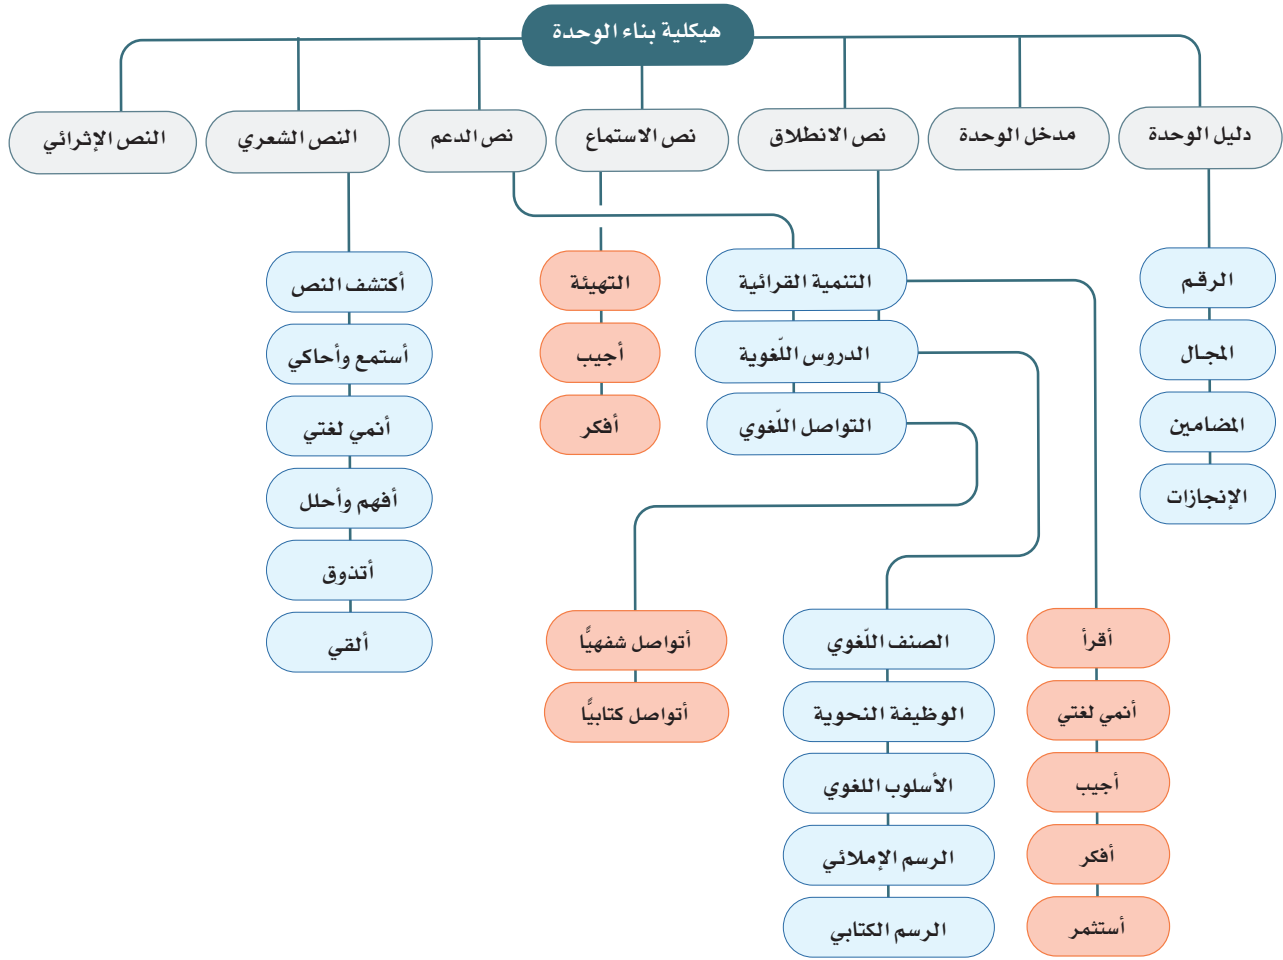 هيكلية بناء الوحدة
دليل الوحدة
مدخل الوحدة
نص الانطلاق
نص الاستماع
نص الدعم
النص الشعري
النص الإثرائي
الرقم
المجال
المضامين
الإنجازات
التنمية القرائية
الدروس اللّغوية
التواصل اللّغوي
التهيئة
أجيب
أفكر
أكتشف النص
أستمع وأحاكي
أنمي لغتي
أفهم وأحلل
أتذوق
ألقي
أقرأ
أنمي لغتي
أجيب
أفكر
أستثمر
الصنف اللّغوي
الوظيفة النحوية
الأسلوب اللغوي
الرسم الإملائي
الرسم الكتابي
أتواصل شفهيًّا
أتواصل كتابيًّا